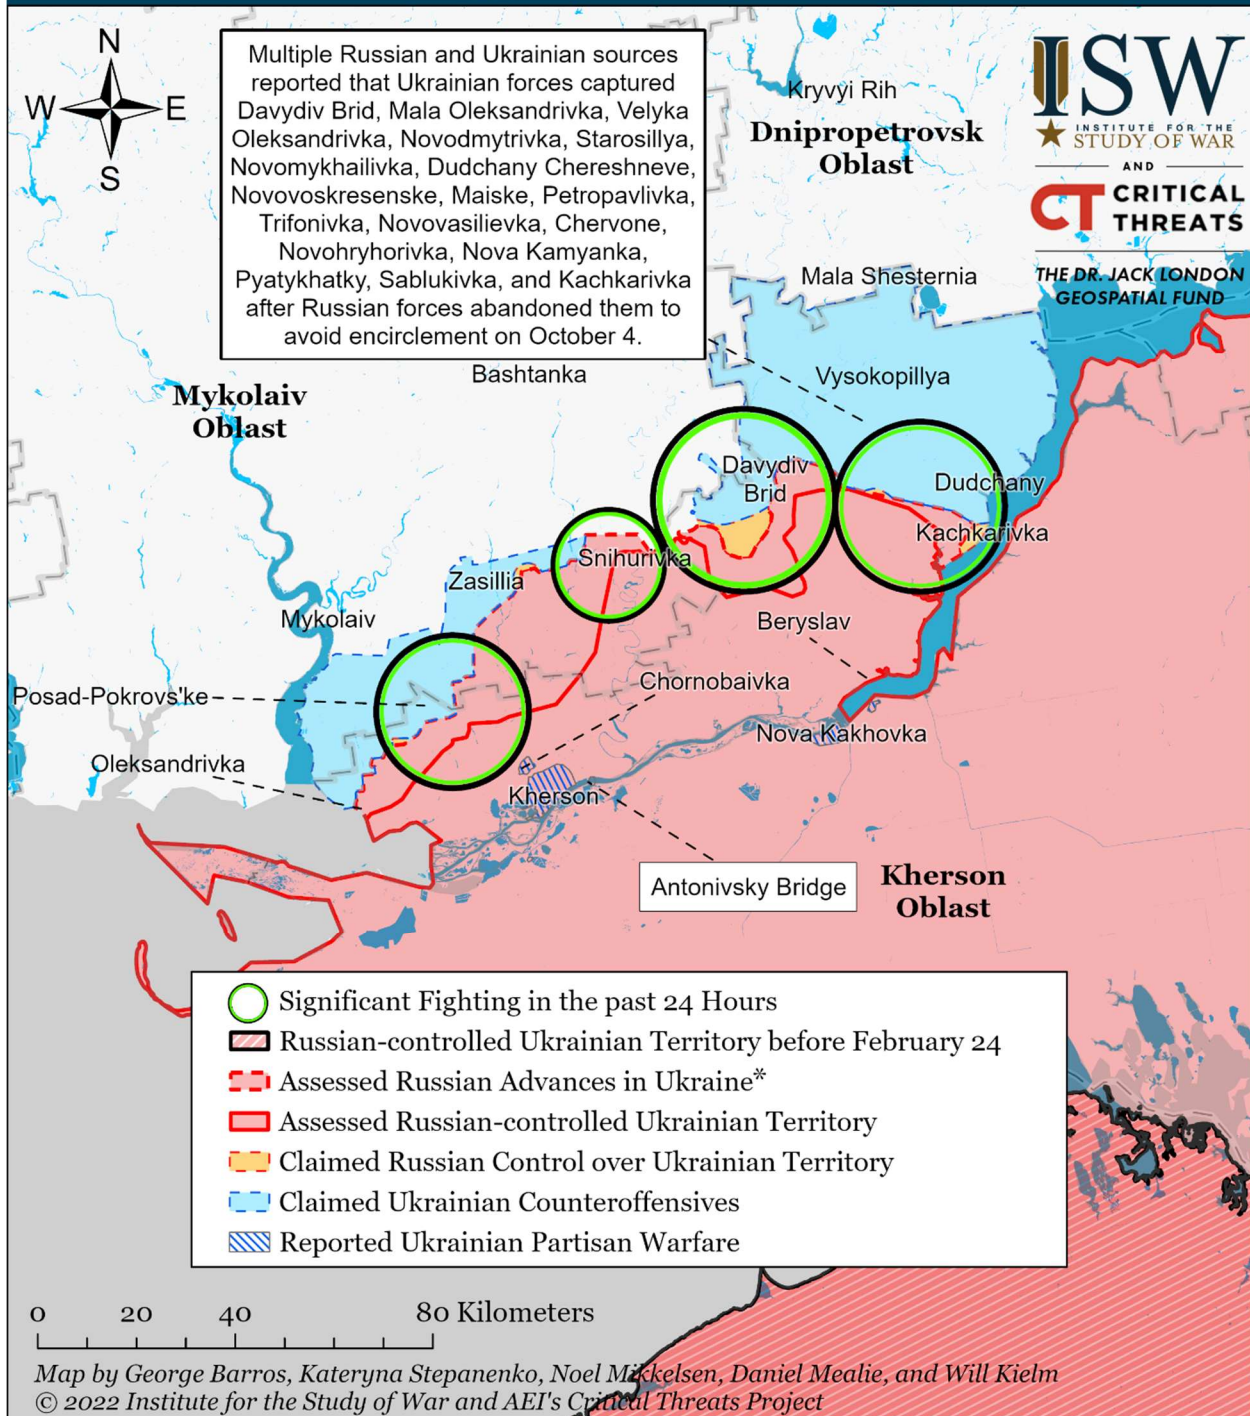 N
W
E
S
Multiple Russian and Ukrainian sources
reported that Ukrainian forces captured
Davydiv Brid, Mala Oleksandrivka, Velyka
Oleksandrivka, Novodmytrivka, Starosillya,
Novomykhailivka, Dudchany Chereshneve,
Novovoskresenske, Maiske, Petropavlivka,
Trifonivka, Novovasilievka, Chervone,
Novohryhorivka, Nova Kamyanka,
Pyatykhatky, Sablukivka, and Kachkarivka
after Russian forces abandoned them to
avoid encirclement on October 4.
ISW
INSTITUTE FOR THE
STUDY OF WAR
AND
CT CRITICAL
THREATS
THE DR. JACK LONDON
GEOSPATIAL FUND
Kryvyi Rih
Dnipropetrovsk
Oblast
Mala Shesternia
Bashtanka
Vysokopillya
Mykolaiv
Oblast
Davydiv
Brid
Dudchany
Kachkarivka
Snihurivka
Zasillia
Mykolaiv
Beryslav
Chornobaivka
Posad-Pokrovs'ke
Nova Kakhovka
Oleksandrivka
Kherson
Antonivsky Bridge
Kherson
Oblast
Significant Fighting in the past 24 Hours
Russian-controlled Ukrainian Territory before February 24
Assessed Russian Advances in Ukraine*
Assessed Russian-controlled Ukrainian Territory
Claimed Russian Control over Ukrainian Territory
Claimed Ukrainian Counteroffensives
Reported Ukrainian Partisan Warfare
0 20 40 80 Kilometers
Map by George Barros, Kateryna Stepanenko, Noel Mikkelsen, Daniel Mealie, and Will Kielm
© 2022 Institute for the Study of War and AEI's Critical Threats Project